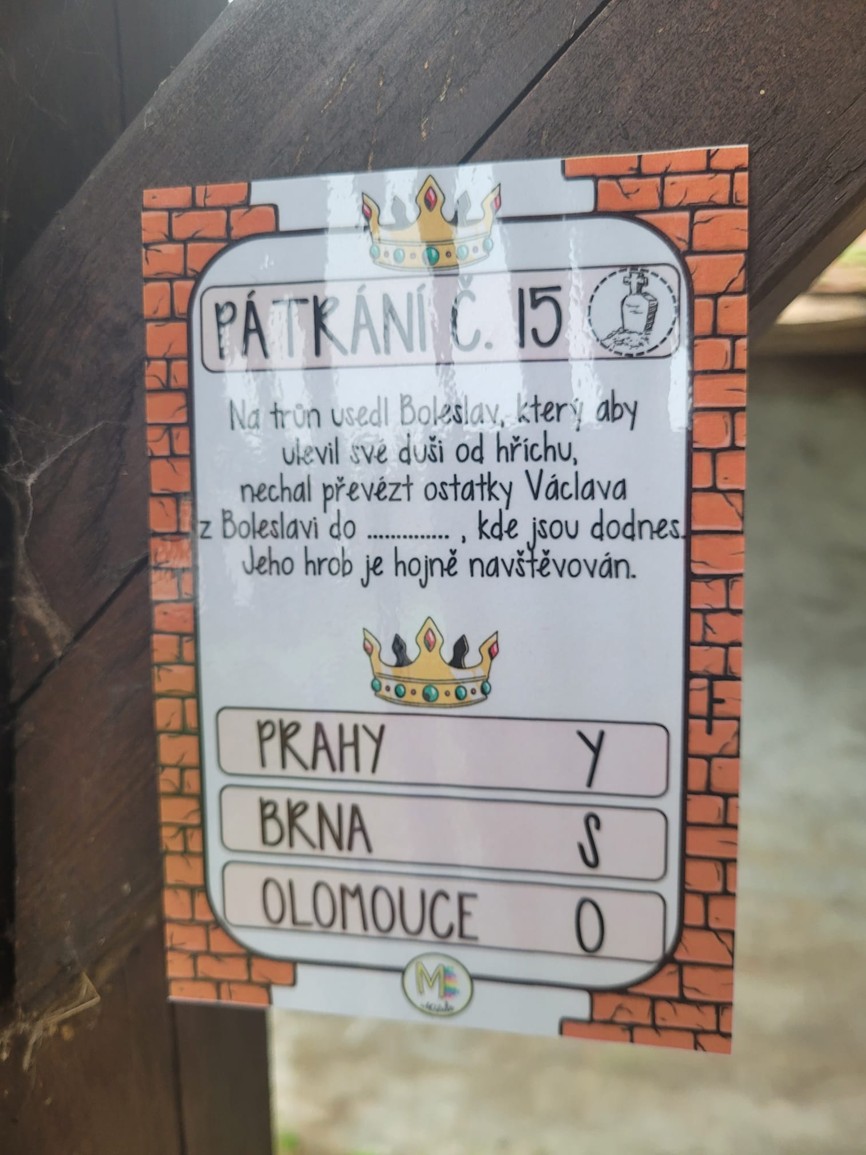 PÁTRÁNÍ Č. 15
Na trůn usedl Boleslav, který aby
ulevil své duši od hříchu,
nechal převézt ostatky Václava
z Boleslavi do .............. , kde jsou dodnes.
Jeho hrob je hojně navštěvován.
PRAHY Y
BRNA S
OLOMOUCE O